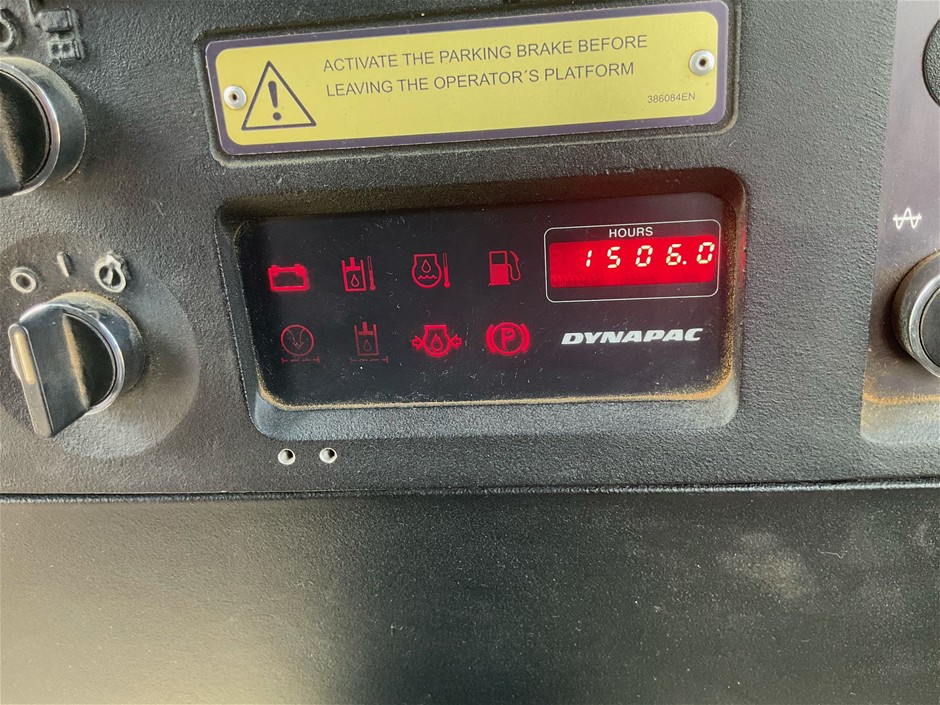 ACTIVATE THE PARKING BRAKE BEFORE
LEAVING THE OPERATOR´S PLATFORM
386084EN
HOURS
1506.0
P
DYNAPAC